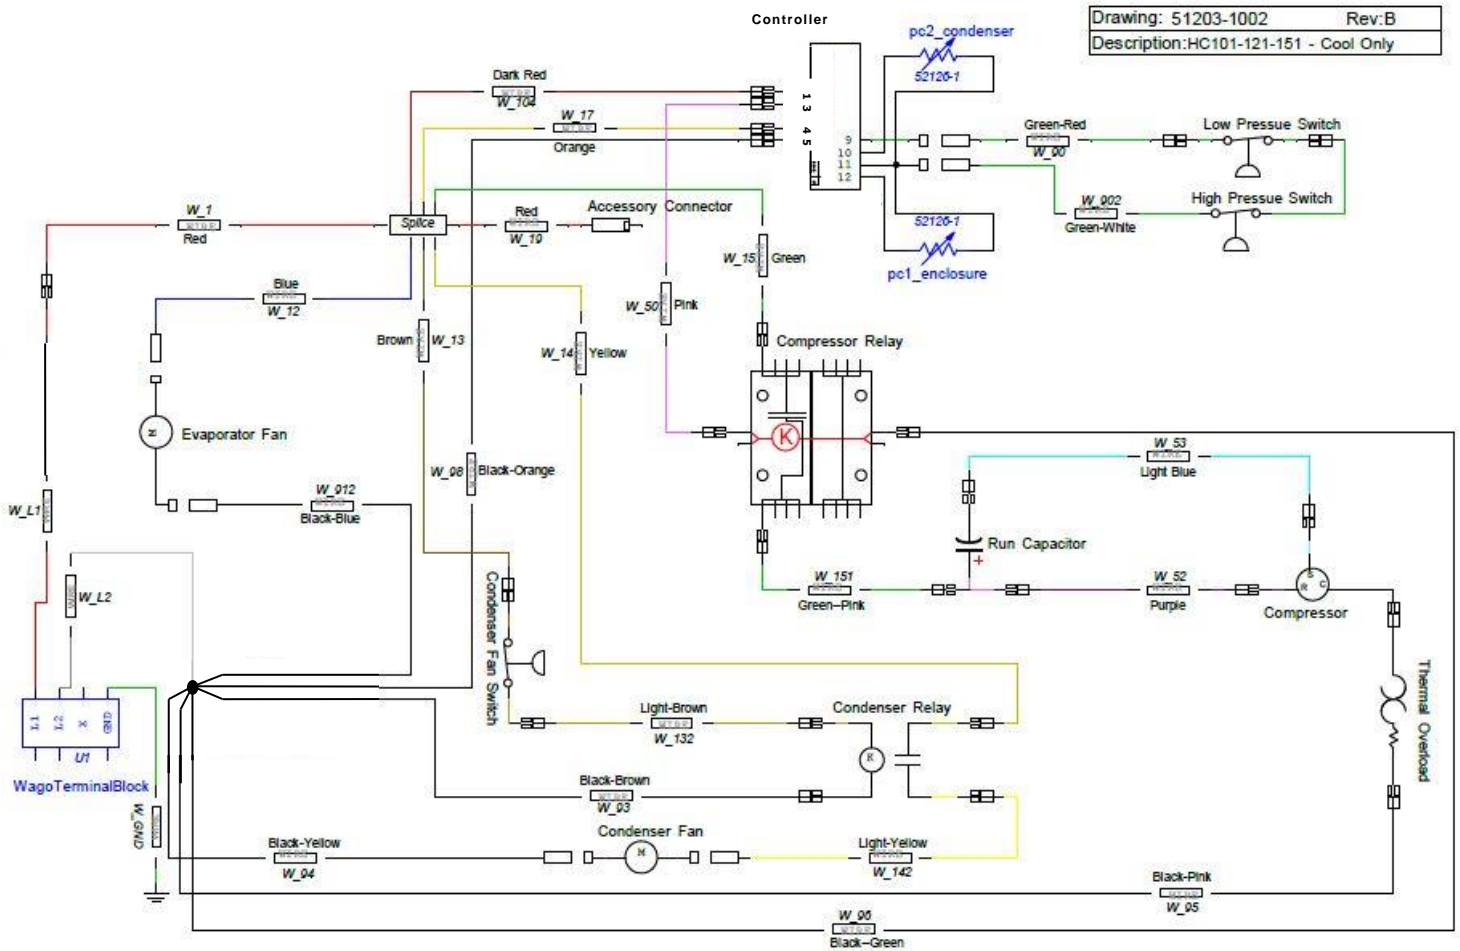 Controller
Drawing: 51203-1002 Rev:B
Description:HC101-121-151 - Cool Only
pc2_condenser
52126-1
Dark Red
W_104
1
3
4
5
W_17
Orange
9
10
11
12
Green-Red
W_90
Low Pressue Switch
W_902
Green-White
High Pressue Switch
52126-1
pc1_enclosure
W_1
Red
Splice
Red
W_19
Accessory Connector
W_15
Green
Blue
W_12
W_50
Pink
Brown
W_13
W_14
Yellow
Compressor Relay
K
Evaporator Fan
W_98
Black-Orange
W_53
Light Blue
W_912
Black-Blue
W_L1
Run Capacitor
+
W_151
Green-Pink
W_52
Purple
S
R
C
Compressor
W_L2
Condenser Fan Switch
Thermal Overload
Light-Brown
W_132
Condenser Relay
K
L1
L2
X
GND
U1
WagoTerminalBlock
Black-Brown
W_93
W_GND
Black-Yellow
W_94
Condenser Fan
M
Light-Yellow
W_142
Black-Pink
W_95
W_96
Black-Green